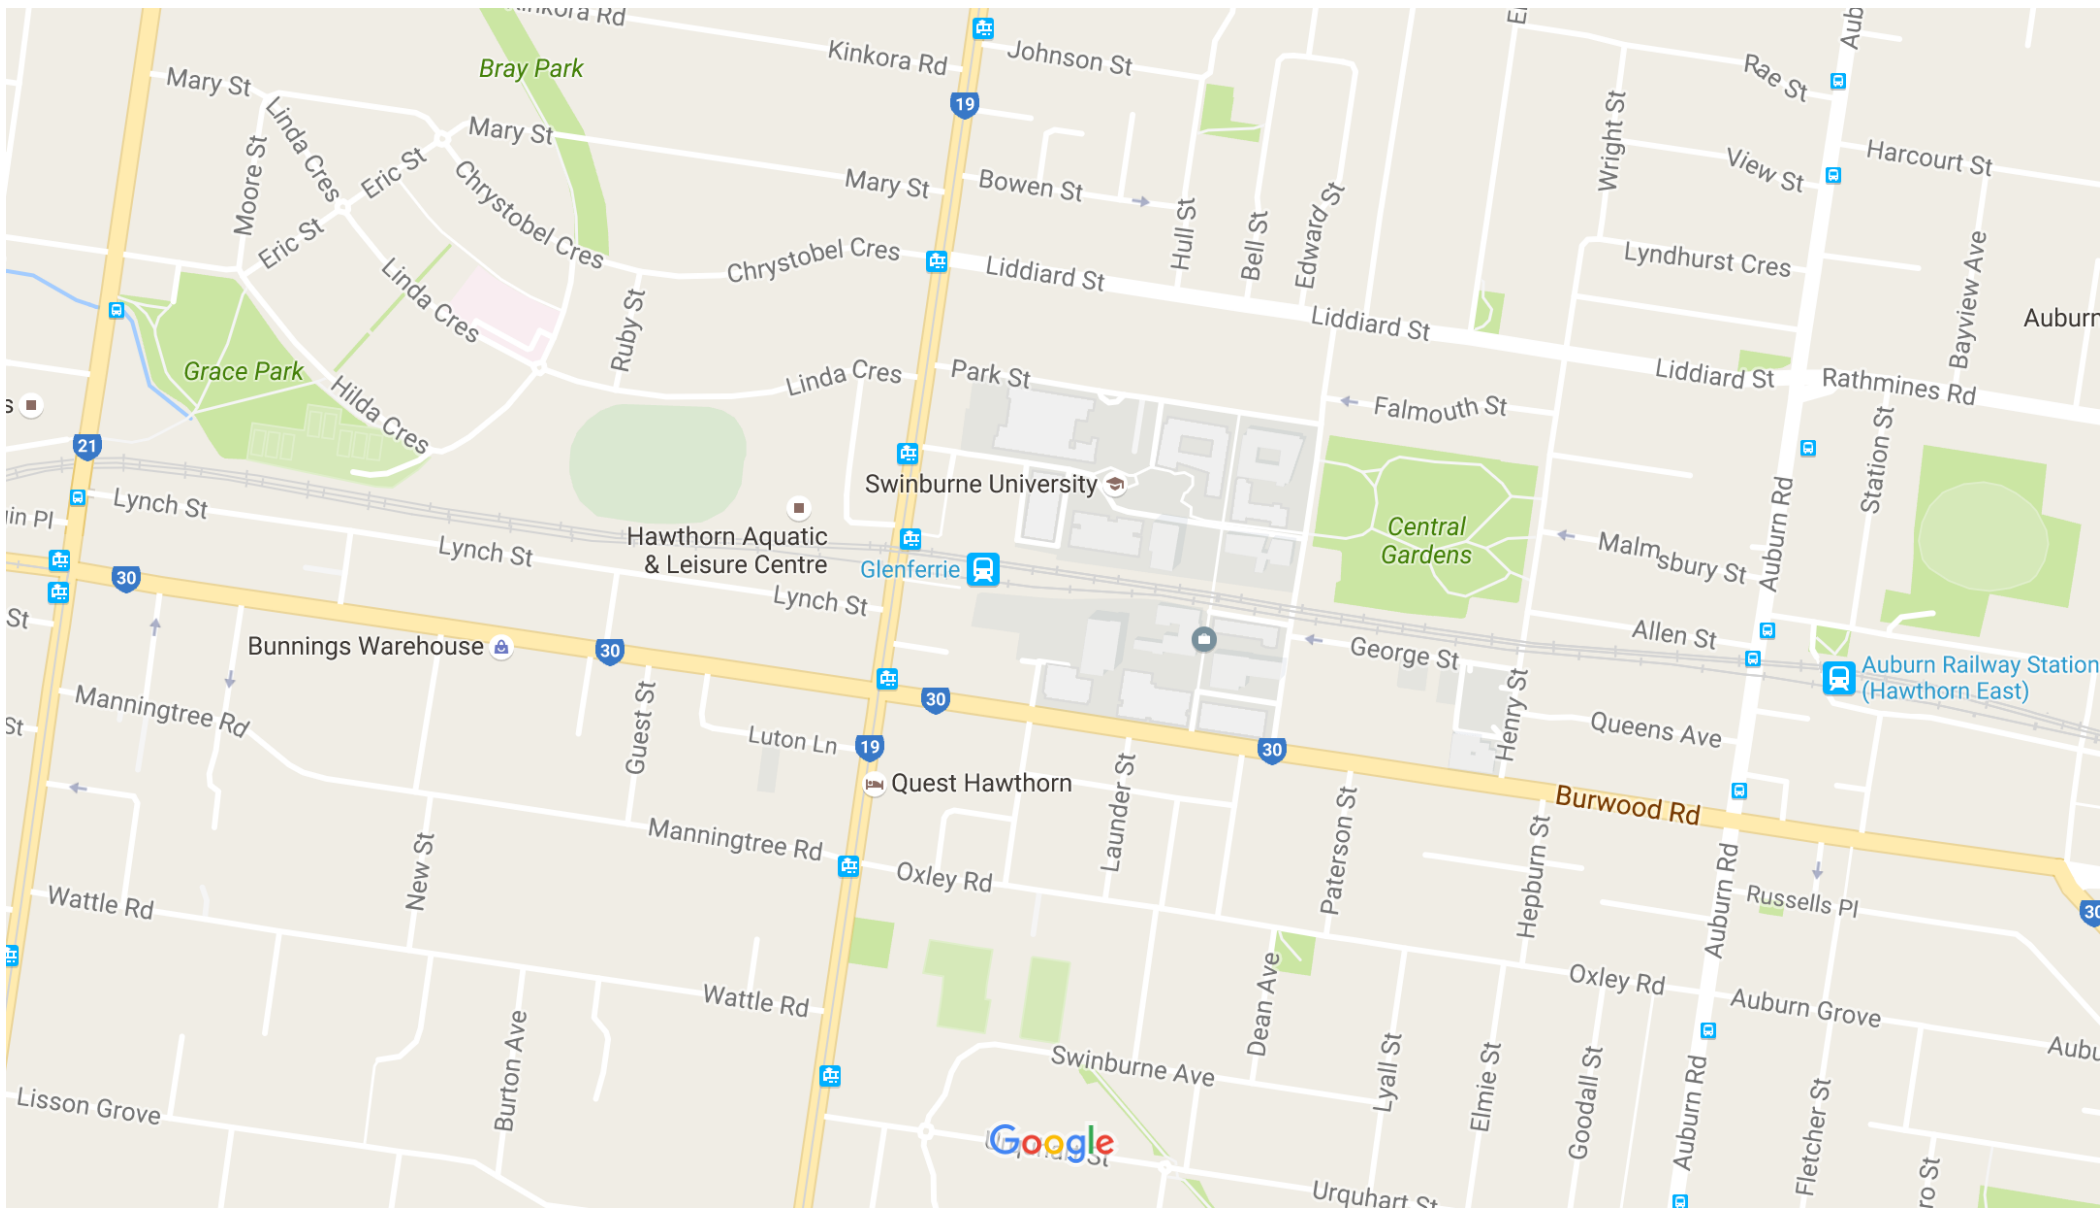 Kinkora Rd
Johnson St
Rae St
Bray Park
Mary St
19
Linda Cres
Moore St
Eric St
Mary St
Chrystobel Cres
Mary St
Bowen St
Wright St
View St
Harcourt St
Eric St
Linda Cres
Chrystobel Cres
Liddiard St
Hull St
Bell St
Edward St
Lyndhurst Cres
Bayview Ave
Ruby St
Liddiard St
Auburn
Grace Park
Hilda Cres
Linda Cres
Park St
Falmouth St
Liddiard St
Rathmines Rd
s
21
Swinburne University
Central
Gardens
Station St
Auburn Rd
Lynch St
Lynch St
Hawthorn Aquatic
& Leisure Centre
Glenferrie
Malmsbury St
30
Lynch St
St
Allen St
Bunnings Warehouse
30
George St
Auburn Railway Station
(Hawthorn East)
Manningtree Rd
Guest St
30
Henry St
Queens Ave
St
Luton Ln
19
30
Quest Hawthorn
Launder St
Paterson St
Burwood Rd
Hepburn St
Manningtree Rd
New St
Oxley Rd
Auburn Rd
Wattle Rd
Russells Pl
30
Wattle Rd
Dean Ave
Oxley Rd
Auburn Grove
Burton Ave
Swinburne Ave
Lyall St
Elmie St
Goodall St
Auburn Rd
Fletcher St
Lisson Grove
Google
Urquhart St